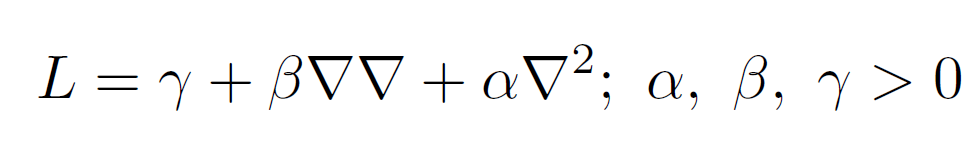 L = γ + β∇∇ + α∇²; α, β, γ > 0